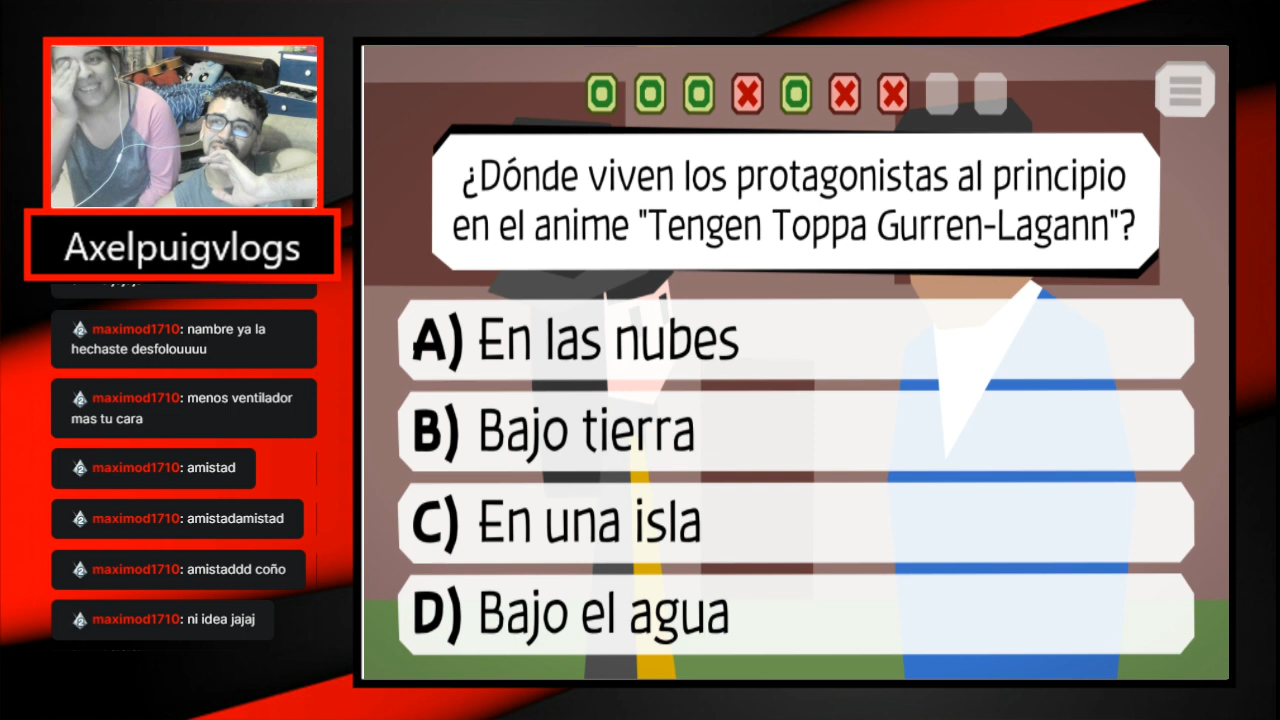 Axelpuigvlogs
maximod1710: nambre ya la
hechaste desfolouuuu
maximod1710: menos ventilador
mas tu cara
maximod1710: amistad
maximod1710: amistadamistad
maximod1710: amistaddd coño
maximod1710: ni idea jajaj
¿Dónde viven los protagonistas al principio
en el anime "Tengen Toppa Gurren-Lagann"?
A) En las nubes
B) Bajo tierra
C) En una isla
D) Bajo el agua